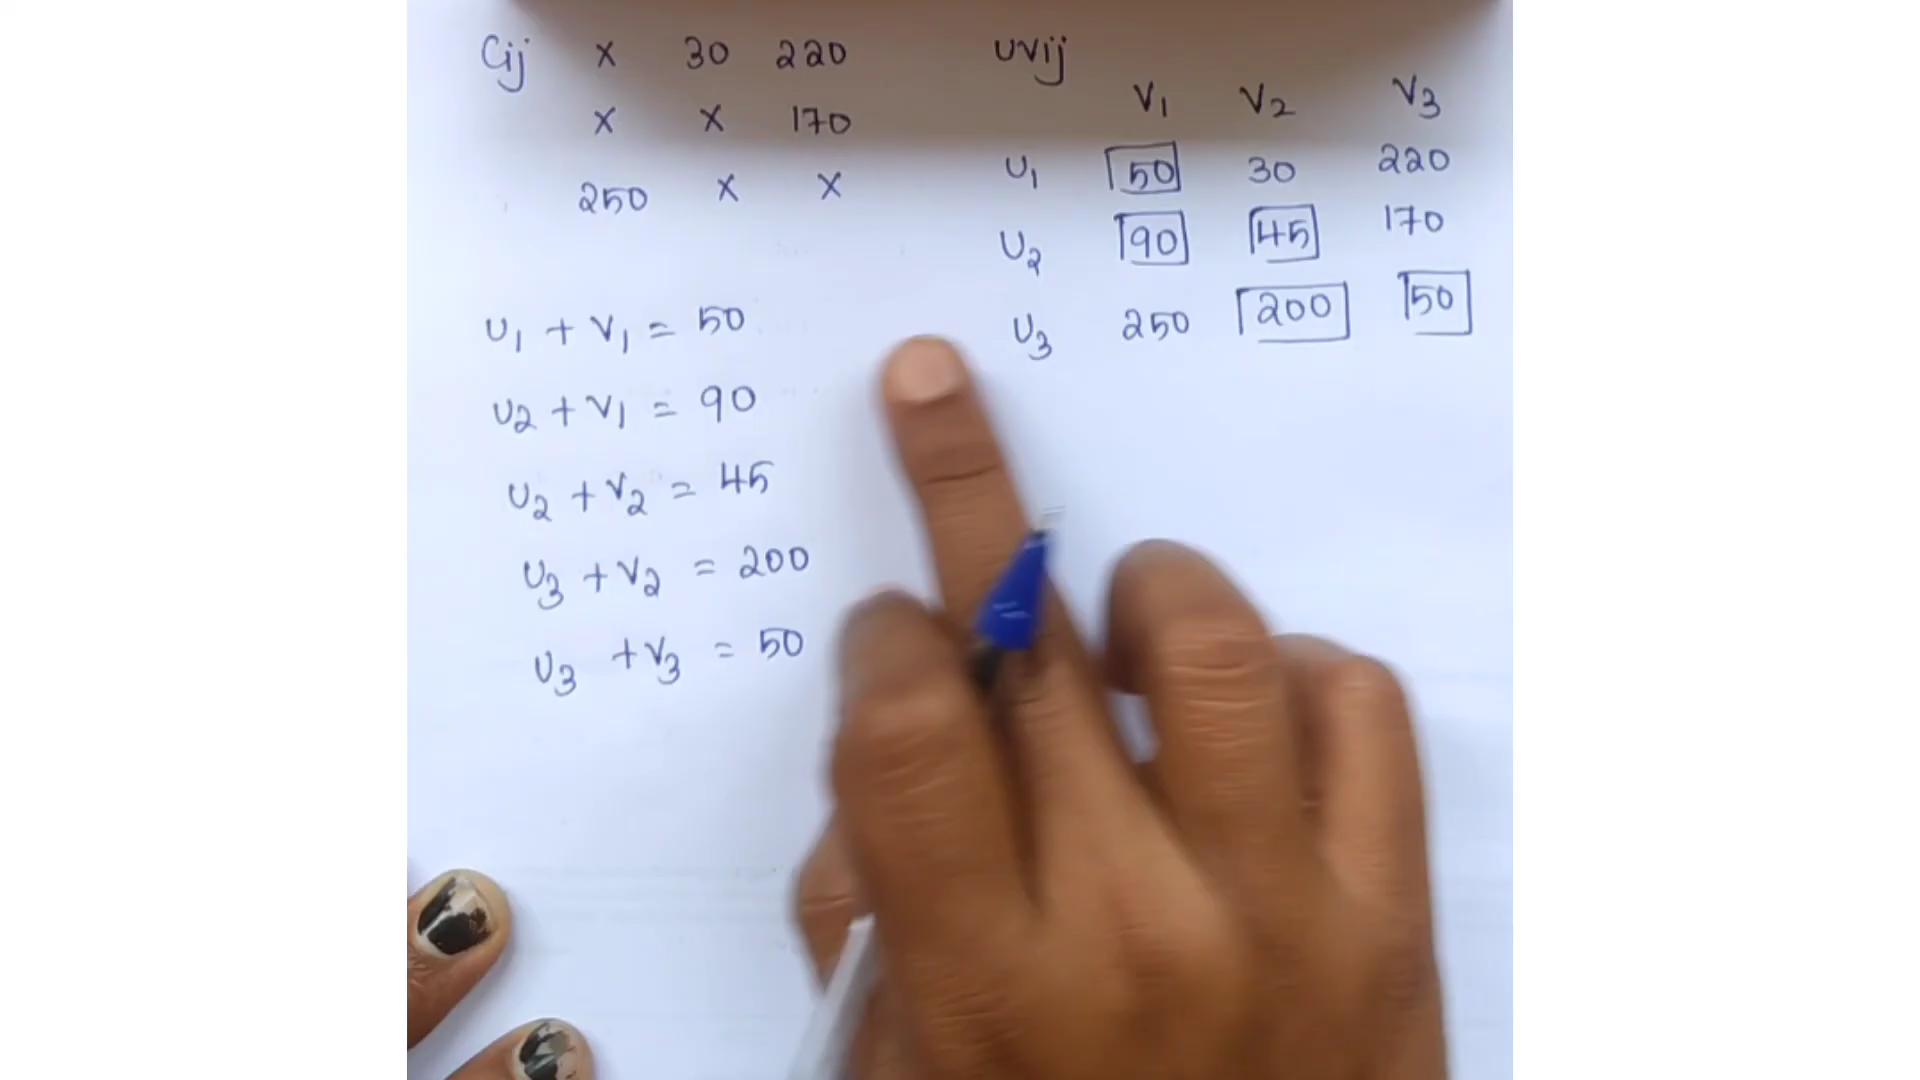 Cij x 30 220
x x 170
250 x x
U1 + V1 = 50
U2 + V1 = 90
U2 + V2 = 45
U3 + V2 = 200
U3 + V3 = 50
UVij
V1 V2 V3
U1 50 30 220
U2 90 45 170
U3 250 200 50